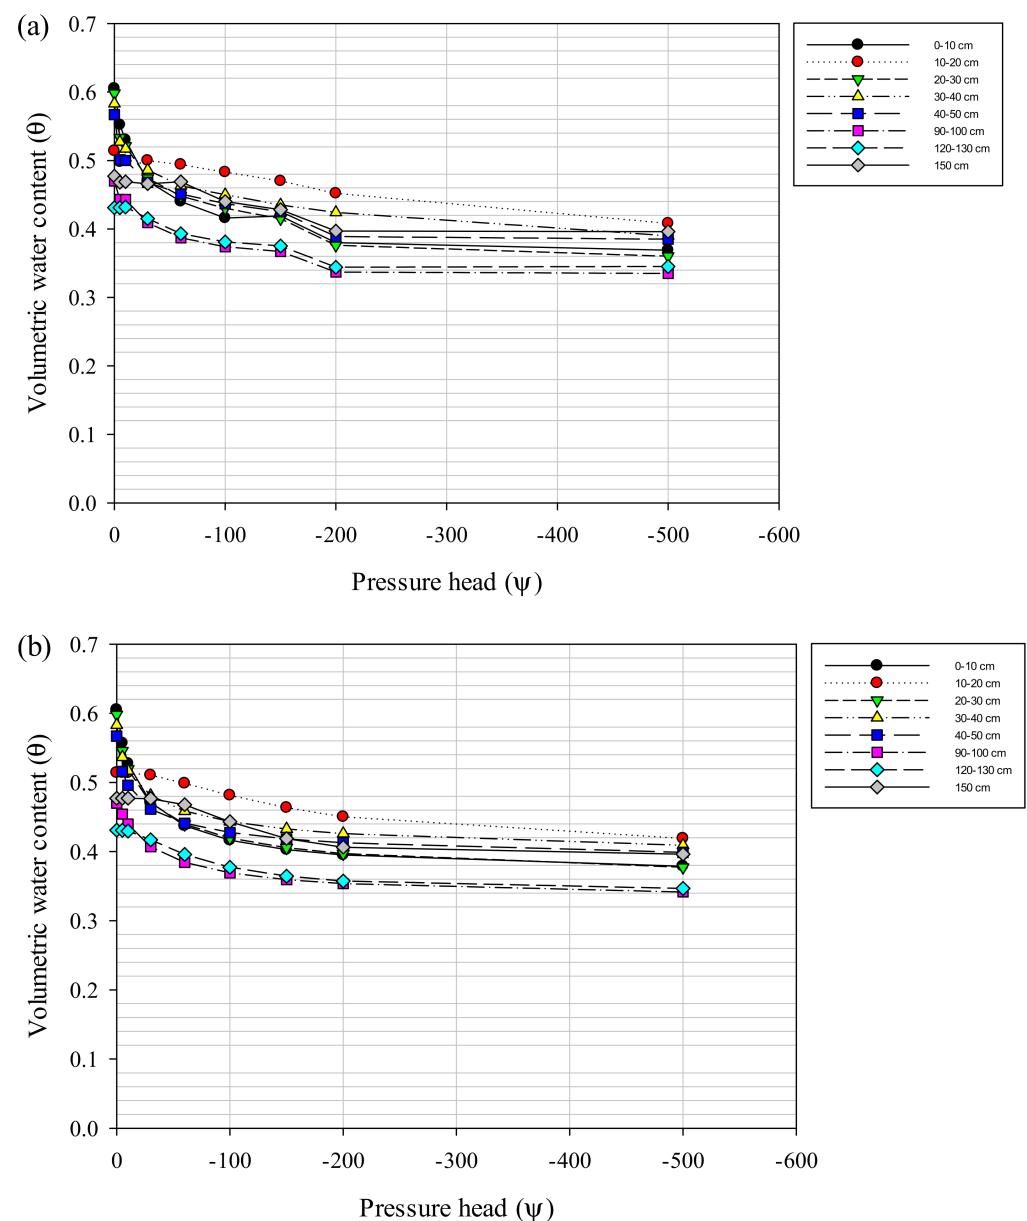 (a)
0.7
0.6
0.5
0.4
0.3
0.2
0.1
0.0
Volumetric water content (θ)
0 -100 -200 -300 -400 -500 -600
Pressure head (ψ)
0-10 cm
10-20 cm
20-30 cm
30-40 cm
40-50 cm
90-100 cm
120-130 cm
150 cm
(b)
0.7
0.6
0.5
0.4
0.3
0.2
0.1
0.0
Volumetric water content (θ)
0 -100 -200 -300 -400 -500 -600
Pressure head (ψ)
0-10 cm
10-20 cm
20-30 cm
30-40 cm
40-50 cm
90-100 cm
120-130 cm
150 cm